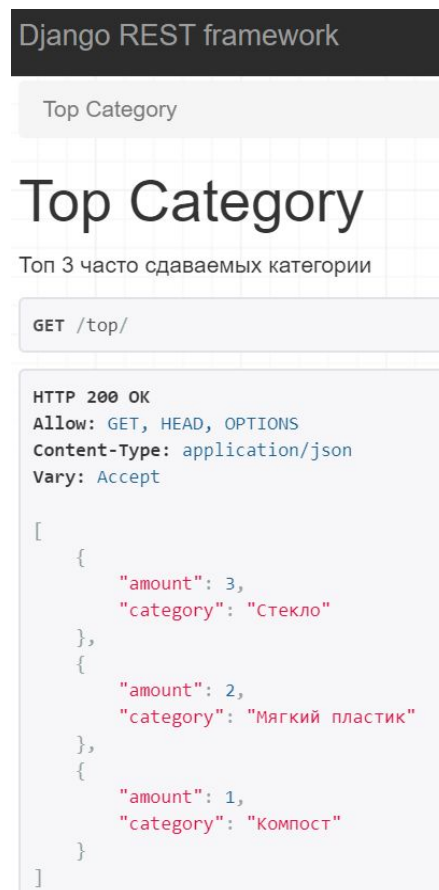 Django REST framework
Top Category
Top Category
Топ 3 часто сдаваемых категории
GET /top/
HTTP 200 OK
Allow: GET, HEAD, OPTIONS
Content-Type: application/json
Vary: Accept
[
    {
        "amount": 3,
        "category": "Стекло"
    },
    {
        "amount": 2,
        "category": "Мягкий пластик"
    },
    {
        "amount": 1,
        "category": "Компост"
    }
]